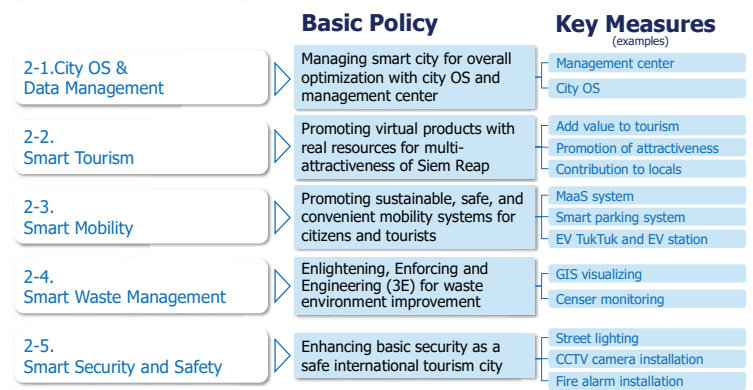 Basic Policy
Key Measures
(examples)
2-1.City OS &
Data Management
Managing smart city for overall
optimization with city OS and
management center
Management center
City OS
2-2.
Smart Tourism
Promoting virtual products with
real resources for multi-
attractiveness of Siem Reap
Add value to tourism
Promotion of attractiveness
Contribution to locals
2-3.
Smart Mobility
Promoting sustainable, safe, and
convenient mobility systems for
citizens and tourists
MaaS system
Smart parking system
EV TukTuk and EV station
2-4.
Smart Waste Management
Enlightening, Enforcing and
Engineering (3E) for waste
environment improvement
GIS visualizing
Censer monitoring
2-5.
Smart Security and Safety
Enhancing basic security as a
safe international tourism city
Street lighting
CCTV camera installation
Fire alarm installation